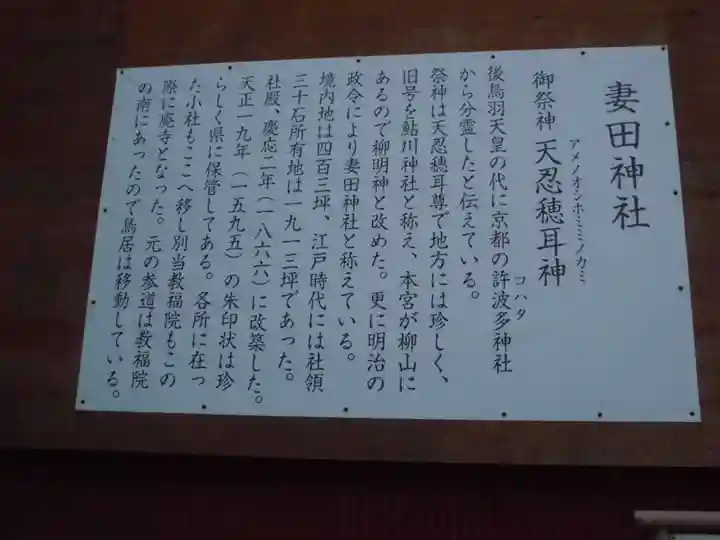 妻田神社
御祭神 天忍穂耳神
アメノオシホミミノカミ
後鳥羽天皇の代に京都の許波多神社
コハタ
から分霊したと伝えている。
祭神は天忍穂耳尊で地方には珍しく、
旧号を鮎川神社と称え、本宮が柳山に
あるので柳明神と改めた。更に明治の
政令により妻田神社と称えている。
境内地は四百三坪、江戸時代には社領
三十石所有地は一九一三坪であった。
社殿、慶応二年(一八六六)に改築した。
天正一九年(一五九五)の朱印状は珍
らしく県に保管してある。各所に在っ
た小社もここへ移し別当教福院もこの
際に廃寺となった。元の参道は教福院
の南にあったので鳥居は移動している。